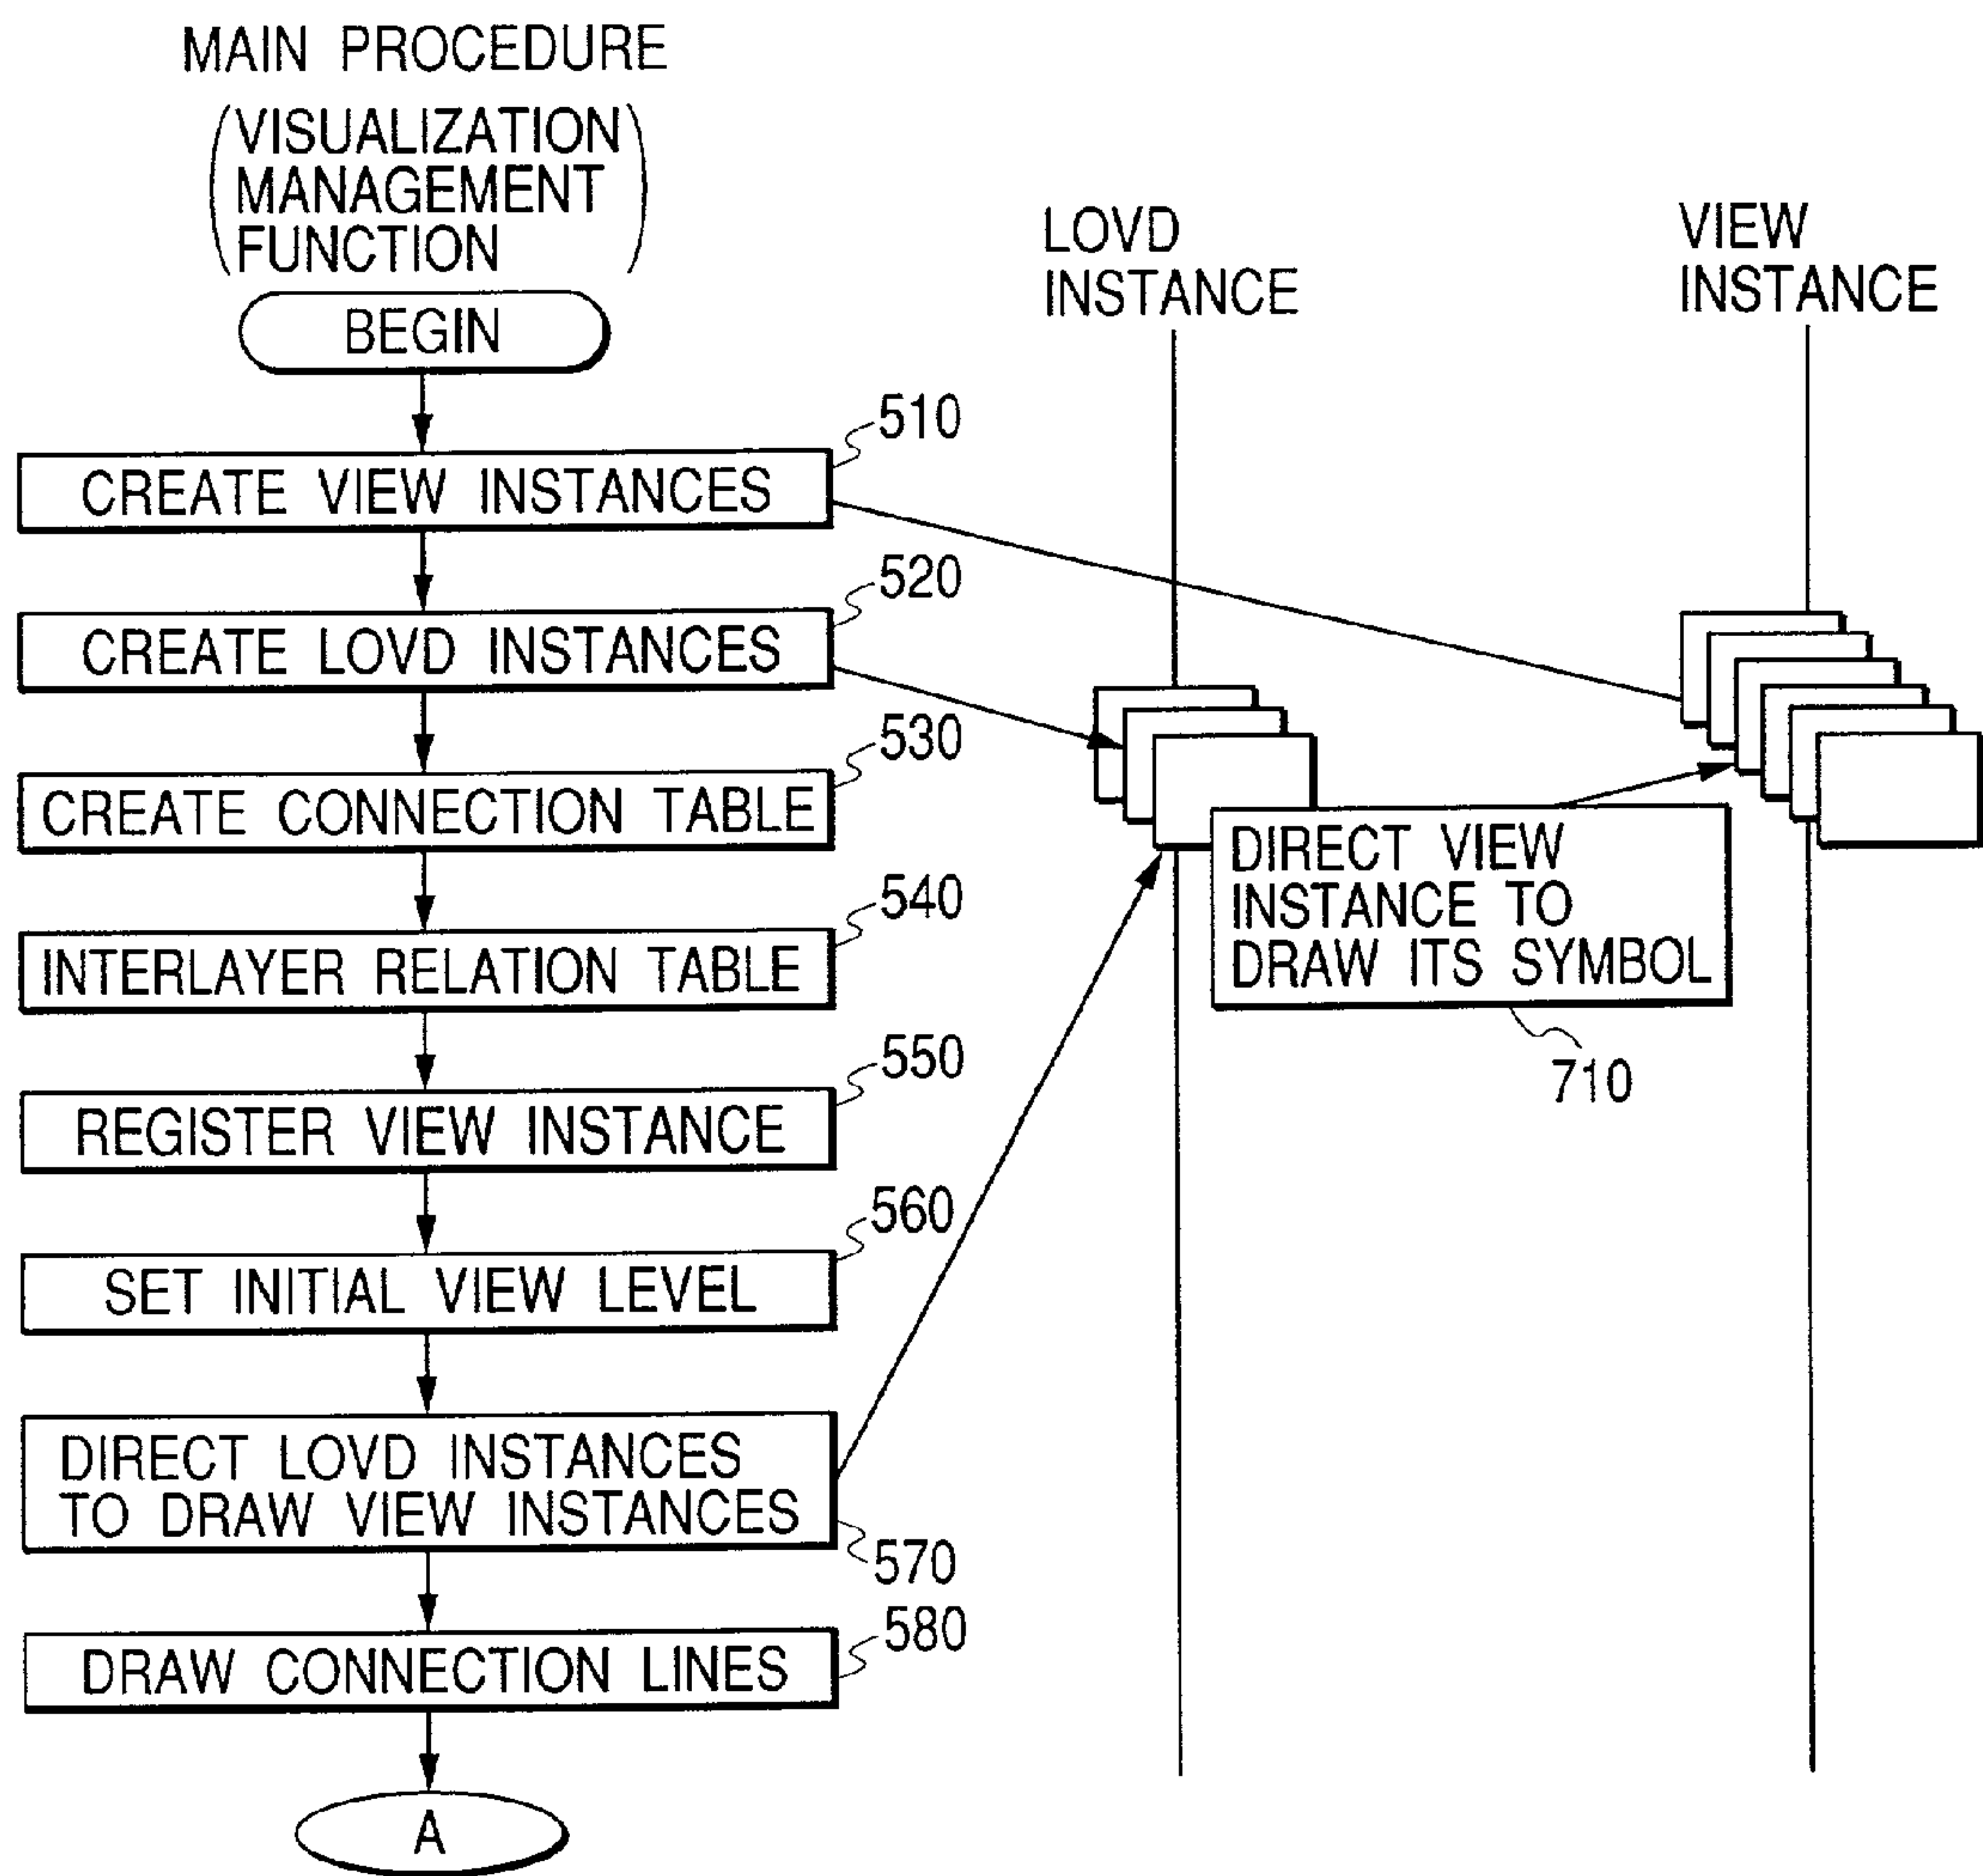 MAIN PROCEDURE
(VISUALIZATION
MANAGEMENT
FUNCTION)
BEGIN
510
CREATE VIEW INSTANCES
520
CREATE LOVD INSTANCES
530
CREATE CONNECTION TABLE
540
INTERLAYER RELATION TABLE
550
REGISTER VIEW INSTANCE
560
SET INITIAL VIEW LEVEL
DIRECT LOVD INSTANCES
TO DRAW VIEW INSTANCES
570
580
DRAW CONNECTION LINES
A
LOVD
INSTANCE
DIRECT VIEW
INSTANCE TO
DRAW ITS SYMBOL
710
VIEW
INSTANCE